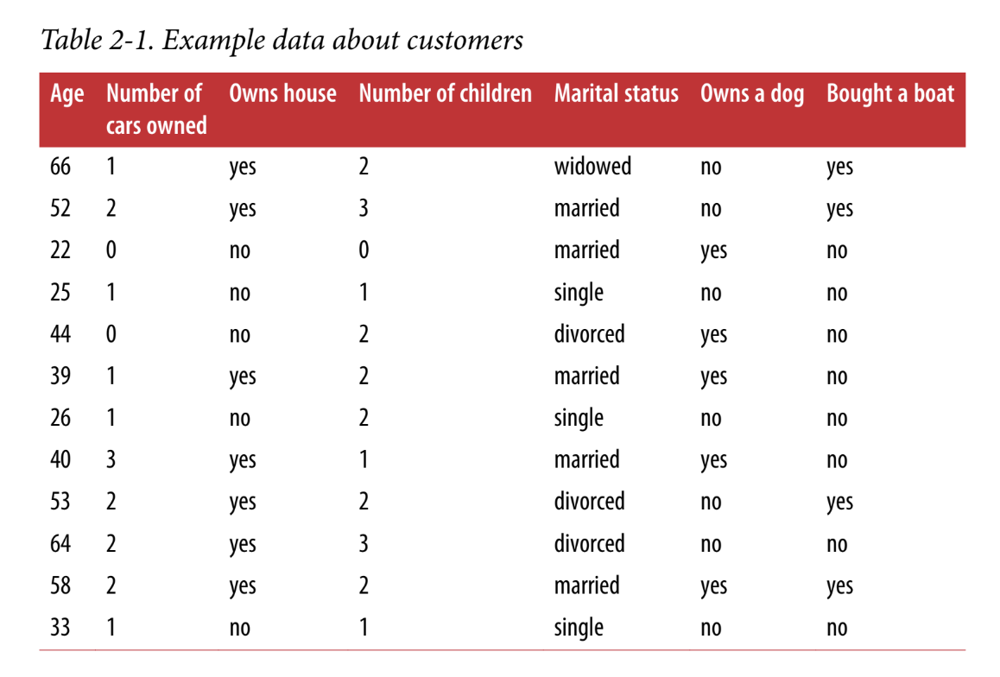 Table 2-1. Example data about customers
Age Number of cars owned Owns house Number of children Marital status Owns a dog Bought a boat
66 1 yes 2 widowed no yes
52 2 yes 3 married no yes
22 0 no 0 married yes no
25 1 no 1 single no no
44 0 no 2 divorced yes no
39 1 yes 2 married yes no
26 1 no 2 single no no
40 3 yes 1 married yes no
53 2 yes 2 divorced no yes
64 2 yes 3 divorced no no
58 2 yes 2 married yes yes
33 1 no 1 single no no